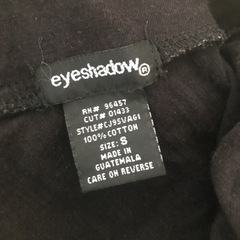 eyeshadow®
RN# 96457
CUT# 01433
STYLE#CJ95VAG1
100% COTTON
SIZE: S
MADE IN
GUATEMALA
CARE ON REVERSE